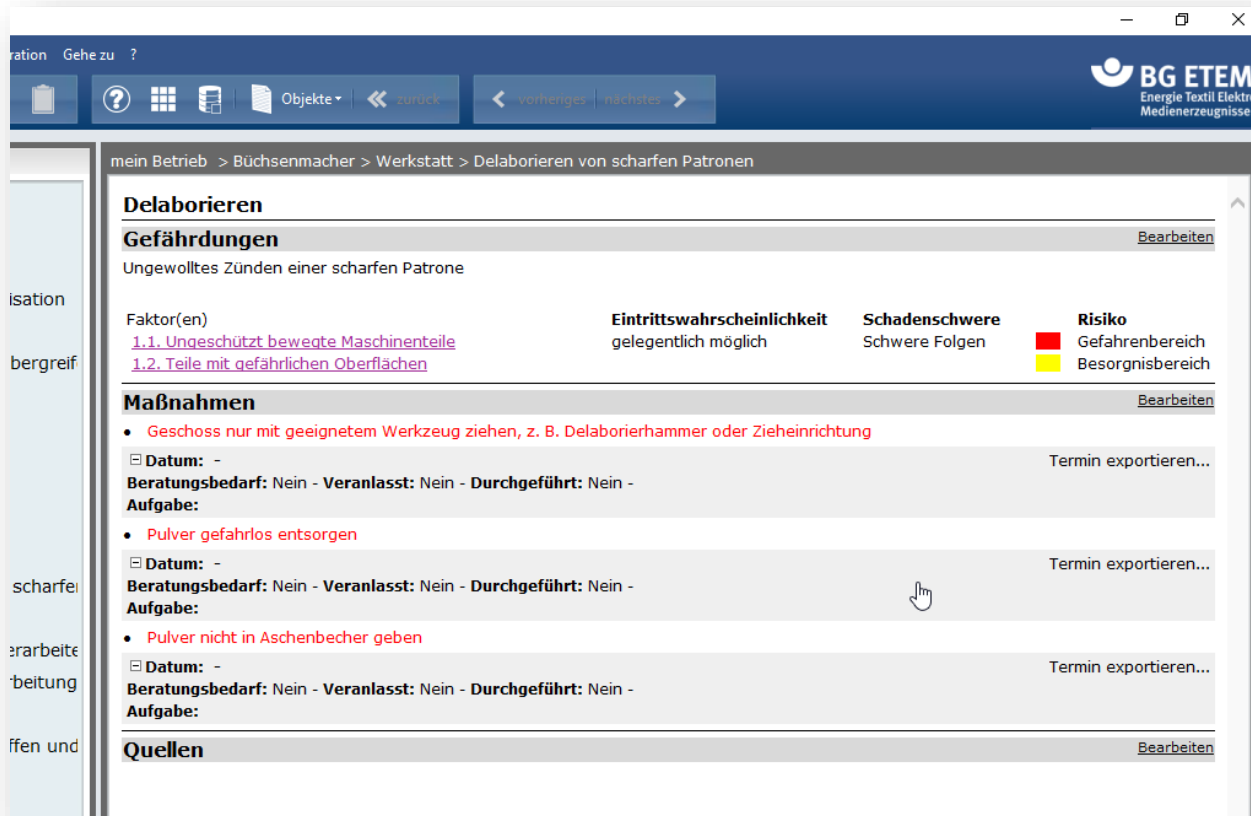 ration Gehe zu ?
Objekte zurück vorheriges nächstes
BG ETEM
Energie Textil Elektro
Medienerzeugnisse
mein Betrieb > Büchsenmacher > Werkstatt > Delaborieren von scharfen Patronen
Delaborieren
Gefährdungen Bearbeiten
Ungewolltes Zünden einer scharfen Patrone
isation
Faktor(en) Eintrittswahrscheinlichkeit Schadenschwere Risiko
1.1. Ungeschützt bewegte Maschinenteile gelegentlich möglich Schwere Folgen Gefahrenbereich
bergreif
1.2. Teile mit gefährlichen Oberflächen Besorgnisbereich
Maßnahmen Bearbeiten
• Geschoss nur mit geeignetem Werkzeug ziehen, z. B. Delaborierhammer oder Zieheinrichtung
Datum: - Termin exportieren...
Beratungsbedarf: Nein - Veranlasst: Nein - Durchgeführt: Nein -
Aufgabe:
• Pulver gefahrlos entsorgen
Datum: - Termin exportieren...
Beratungsbedarf: Nein - Veranlasst: Nein - Durchgeführt: Nein -
scharfe
Aufgabe:
• Pulver nicht in Aschenbecher geben
erarbeite
Datum: - Termin exportieren...
Beratungsbedarf: Nein - Veranlasst: Nein - Durchgeführt: Nein -
rbeitung
Aufgabe:
ffen und
Quellen Bearbeiten